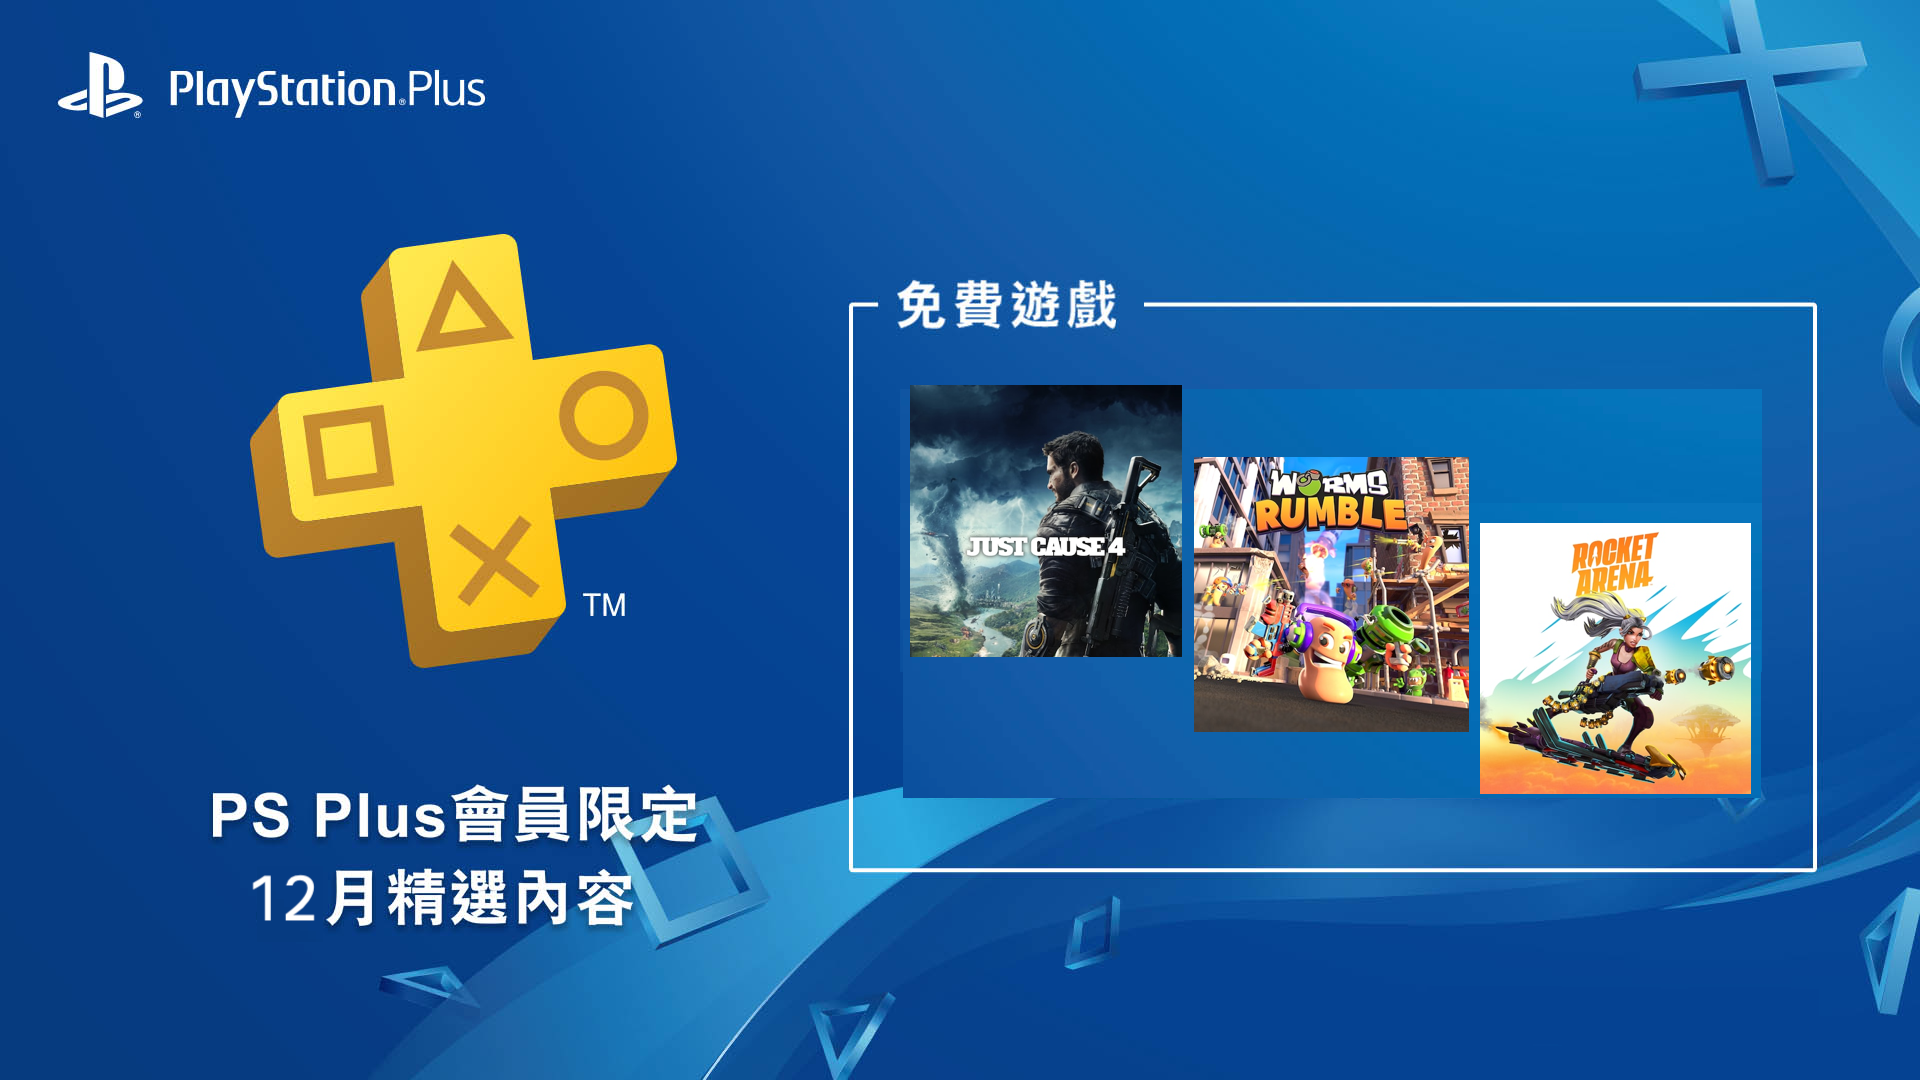 PlayStation®Plus
免費遊戲
JUST CAUSE 4
WORMS
RUMBLE
ROCKET
ARENA
TM
PS Plus會員限定
12月精選內容